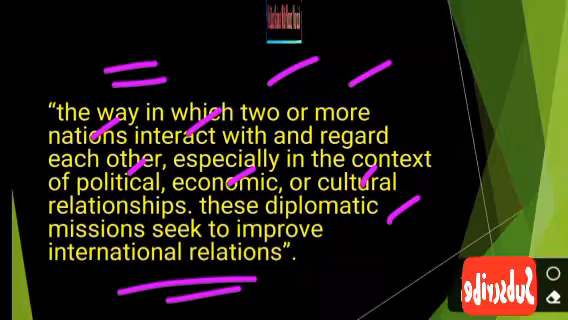 “the way in which two or more
nations interact with and regard
each other, especially in the context
of political, economic, or cultural
relationships. these diplomatic
missions seek to improve
international relations”.
Subscribe